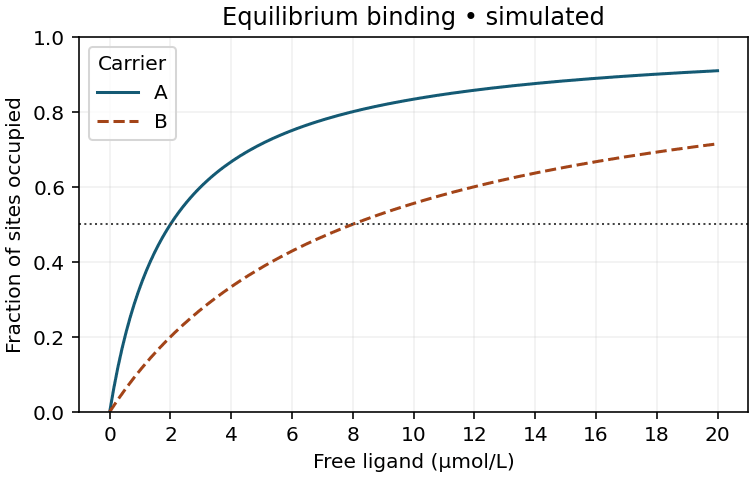 Equilibrium binding • simulated
Carrier
A
B
Fraction of sites occupied
1.0
0.8
0.6
0.4
0.2
0.0
0 2 4 6 8 10 12 14 16 18 20
Free ligand (µmol/L)